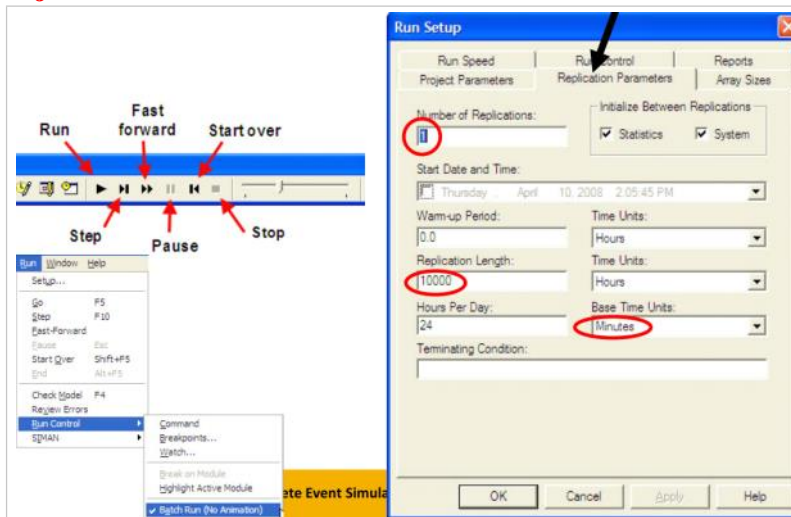 Run
Fast
forward
Start over
Step
Pause
Stop
Run Window Help
Setup...
Go F5
Step F10
Fast-Forward
Pause Esc
Start Over Shift+F5
End Alt+F5
Check Model F4
Review Errors
Run Control
SIMAN
Command
Breakpoints...
Watch...
Break on Module
Highlight Active Module
Batch Run (No Animation)
ete Event Simula
Run Setup
Run Speed
Run Control
Reports
Project Parameters
Replication Parameters
Array Sizes
Number of Replications:
1
Initialize Between Replications
Statistics
System
Start Date and Time:
Thursday , April 10, 2008 2:05:45 PM
Warm-up Period:
Time Units:
0.0
Hours
Replication Length:
Time Units:
10000
Hours
Hours Per Day:
Base Time Units:
24
Minutes
Terminating Condition:
OK
Cancel
Apply
Help